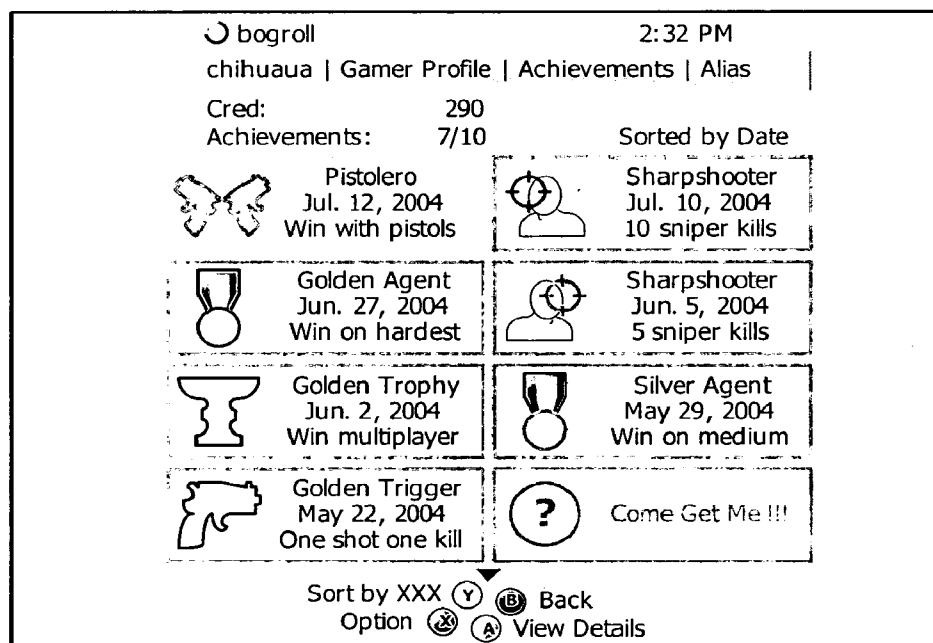 bogroll 2:32 PM
chihuaua | Gamer Profile | Achievements | Alias
Cred: 290
Achievements: 7/10 Sorted by Date
Pistolero
Jul. 12, 2004
Win with pistols
Sharpshooter
Jul. 10, 2004
10 sniper kills
Golden Agent
Jun. 27, 2004
Win on hardest
Sharpshooter
Jun. 5, 2004
5 sniper kills
Golden Trophy
Jun. 2, 2004
Win multiplayer
Silver Agent
May 29, 2004
Win on medium
Golden Trigger
May 22, 2004
One shot one kill
?
Come Get Me !!!
Sort by XXX Y B Back
Option X A View Details